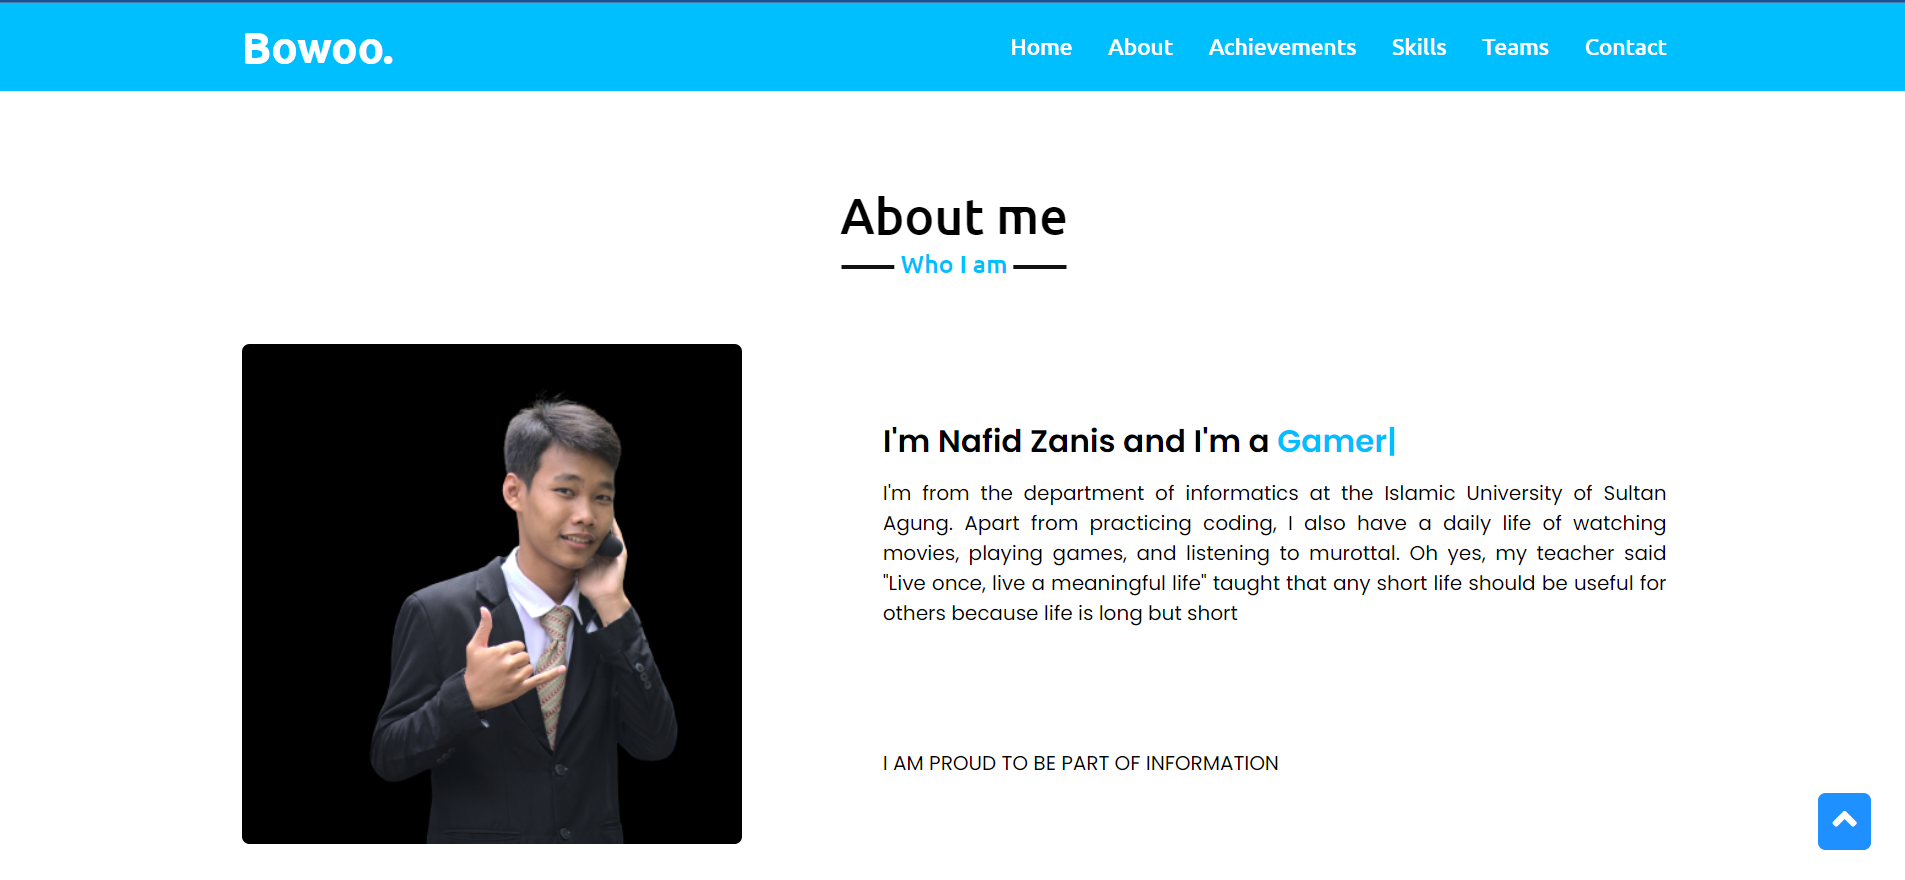 Bowoo.
Home About Achievements Skills Teams Contact
About me
Who I am
I'm Nafid Zanis and I'm a Gamer|
I'm from the department of informatics at the Islamic University of Sultan
Agung. Apart from practicing coding, I also have a daily life of watching
movies, playing games, and listening to murottal. Oh yes, my teacher said
"Live once, live a meaningful life" taught that any short life should be useful for
others because life is long but short
I AM PROUD TO BE PART OF INFORMATION